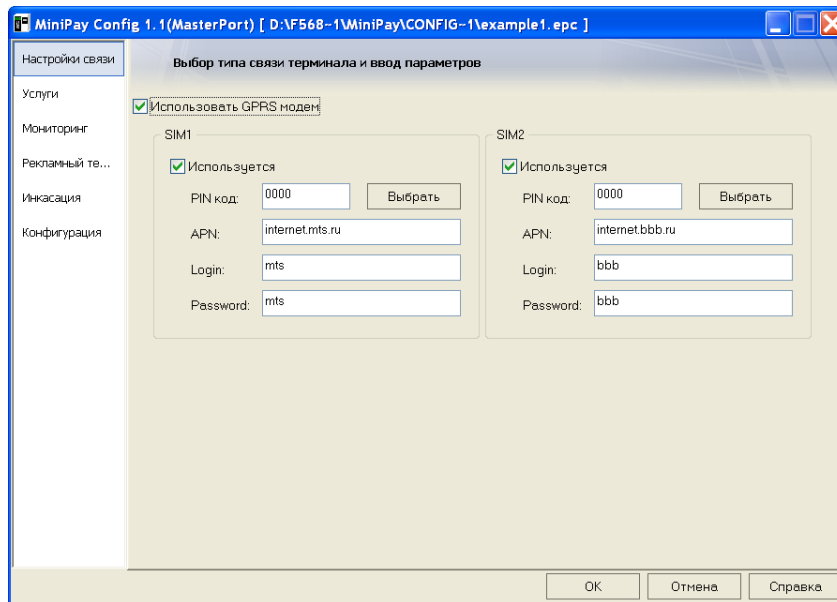 MiniPay Config 1.1(MasterPort) [ D:\F568~1\MiniPay\CONFIG~1\example1.epc ]
Настройки связи
Услуги
Мониторинг
Рекламный те...
Инкасация
Конфигурация
Выбор типа связи терминала и ввод параметров
Использовать GPRS модем
SIM1
Используется
PIN код: 0000 Выбрать
APN: internet.mts.ru
Login: mts
Password: mts
SIM2
Используется
PIN код: 0000 Выбрать
APN: internet.bbb.ru
Login: bbb
Password: bbb
OK Отмена Справка